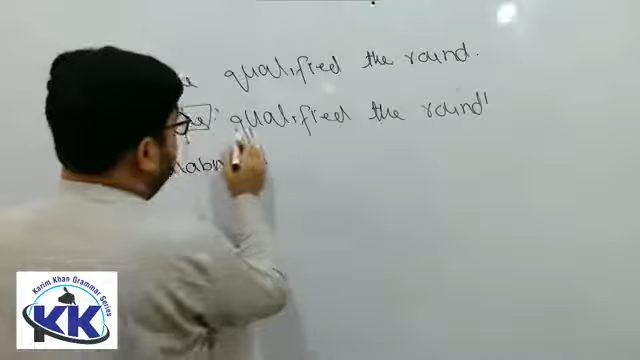 qualified the round.
qualified the round'
Karim Khan Grammar Series
KK